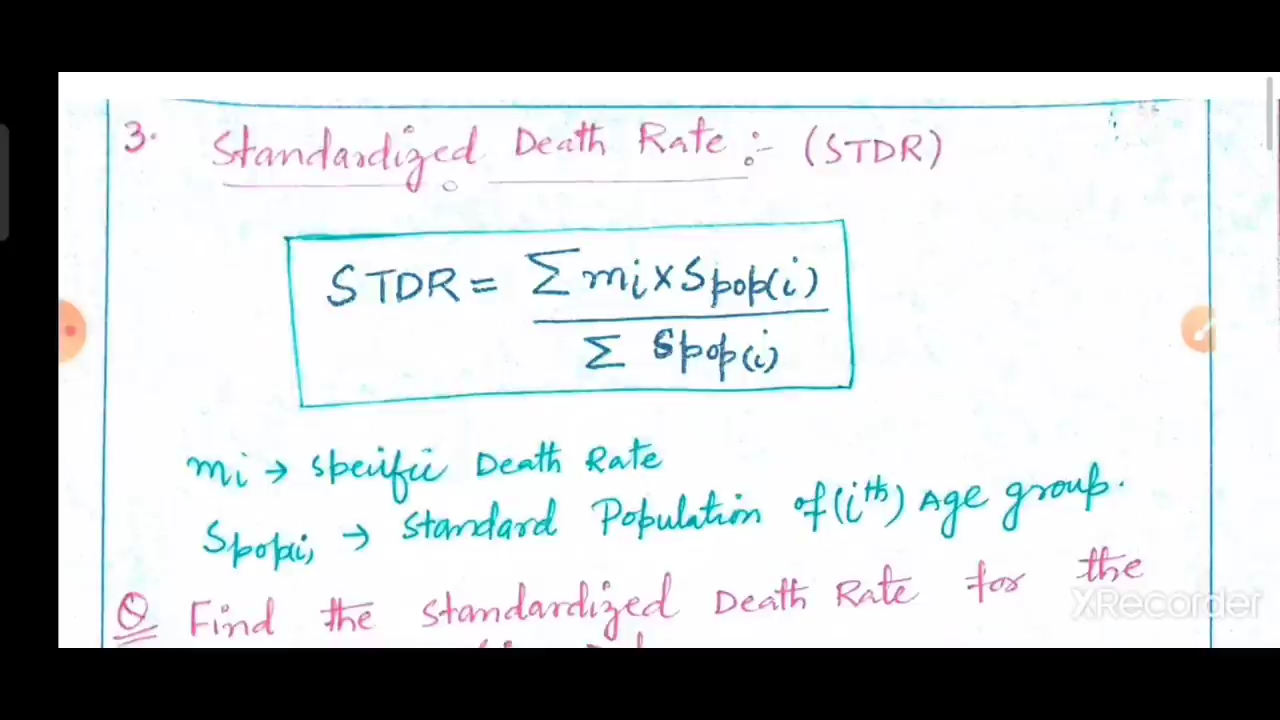 3. Standardized Death Rate :- (STDR)
STDR = Σ mi x Spop(i)
Σ Spop(i)
mi → Specific Death Rate
Spop(i) → Standard Population of (ith) Age group.
Q Find the Standardized Death Rate for the
XRecorder